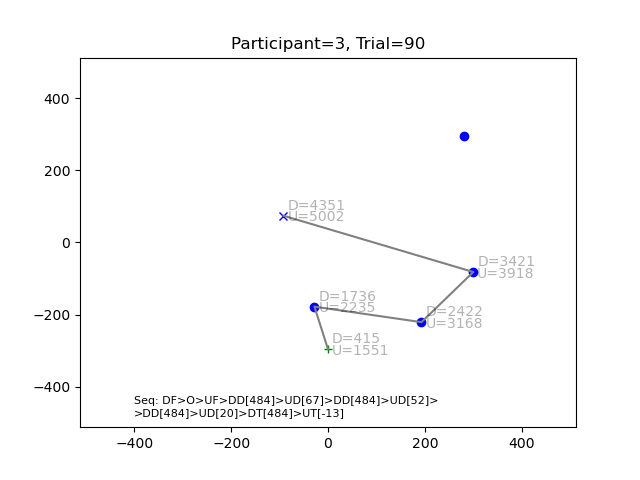 Participant=3, Trial=90
400
200
0
−200
−400
D=4351
U=5002
D=3421
U=3918
D=1736
U=2235
D=2422
U=3168
D=415
U=1551
Seq: DF>O>UF>DD[484]>UD[67]>DD[484]>UD[52]>
>DD[484]>UD[20]>DT[484]>UT[-13]
−400 −200 0 200 400